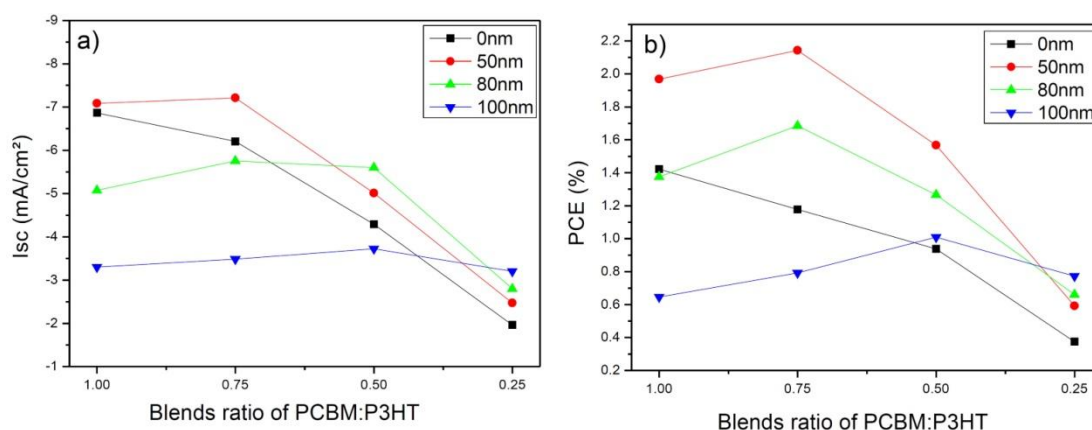 a)
0nm
50nm
80nm
100nm
-9
-8
-7
-6
-5
-4
-3
-2
-1
Isc (mA/cm²)
1.00 0.75 0.50 0.25
Blends ratio of PCBM:P3HT
b)
0nm
50nm
80nm
100nm
2.2
2.0
1.8
1.6
1.4
1.2
1.0
0.8
0.6
0.4
0.2
PCE (%)
1.00 0.75 0.50 0.25
Blends ratio of PCBM:P3HT